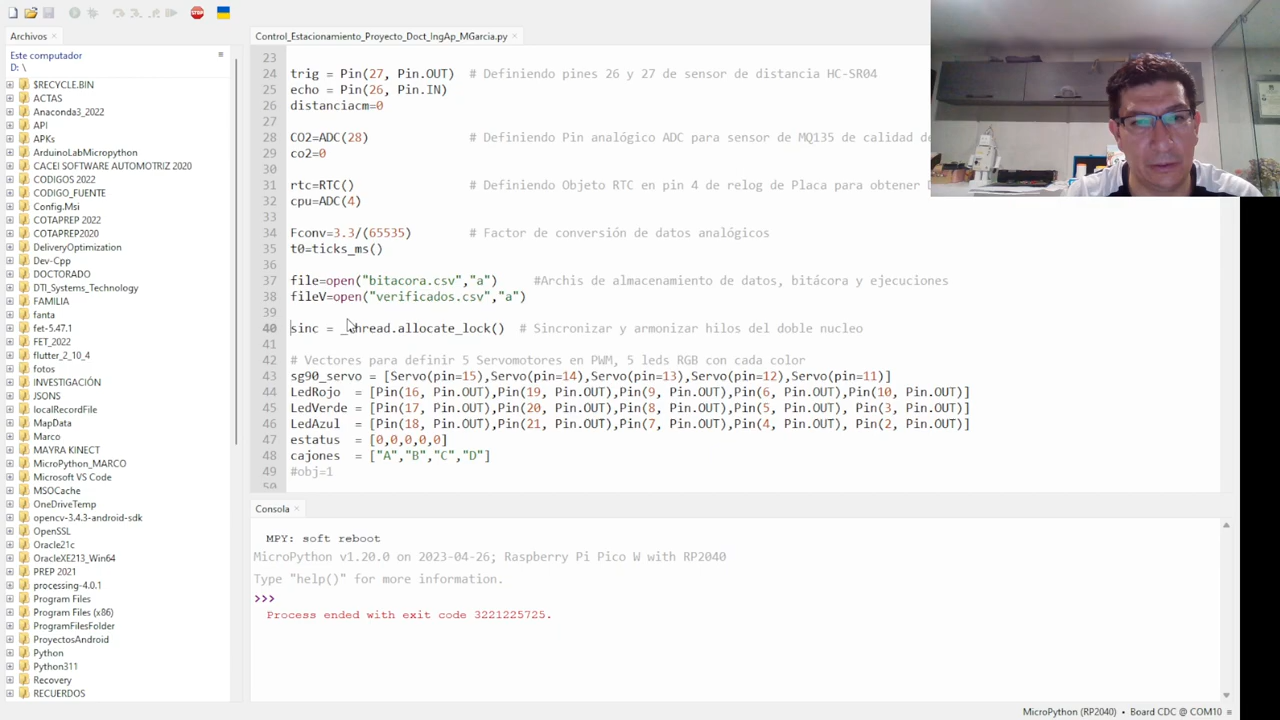 Archivos
Este computador
D: \
$RECYCLE.BIN
ACTAS
Anaconda3_2022
API
APKs
ArduinoLabMicropython
CACEI SOFTWARE AUTOMOTRIZ 2020
CODIGOS 2022
CODIGO_FUENTE
Config.Msi
COTAPREP 2022
COTAPREP2020
DeliveryOptimization
Dev-Cpp
DOCTORADO
DTI_Systems_Technology
FAMILIA
fanta
fet-5.47.1
FET_2022
flutter_2_10_4
fotos
INVESTIGACIÓN
JSONS
localRecordFile
MapData
Marco
MAYRA KINECT
MicroPython_MARCO
Microsoft VS Code
MSOCache
OneDriveTemp
opencv-3.4.3-android-sdk
OpenSSL
Oracle21c
OracleXE213_Win64
PREP 2021
processing-4.0.1
Program Files
Program Files (x86)
ProgramFilesFolder
ProyectosAndroid
Python
Python311
Recovery
RECUERDOS
Control_Estacionamiento_Proyecto_Doct_IngAp_MGarcia.py
23
24 trig = Pin(27, Pin.OUT) # Definiendo pines 26 y 27 de sensor de distancia HC-SR04
25 echo = Pin(26, Pin.IN)
26 distanciacm=0
27
28 CO2=ADC(28) # Definiendo Pin analógico ADC para sensor de MQ135 de calidad de
29 co2=0
30
31 rtc=RTC() # Definiendo Objeto RTC en pin 4 de relog de Placa para obtener
32 cpu=ADC(4)
33
34 Fconv=3.3/(65535) # Factor de conversión de datos analógicos
35 t0=ticks_ms()
36
37 file=open("bitacora.csv","a") #Archis de almacenamiento de datos, bitácora y ejecuciones
38 fileV=open("verificados.csv","a")
39
40 sinc = _thread.allocate_lock() # Sincronizar y armonizar hilos del doble nucleo
41
42 # Vectores para definir 5 Servomotores en PWM, 5 leds RGB con cada color
43 sg90_servo = [Servo(pin=15),Servo(pin=14),Servo(pin=13),Servo(pin=12),Servo(pin=11)]
44 LedRojo = [Pin(16, Pin.OUT),Pin(19, Pin.OUT),Pin(9, Pin.OUT),Pin(6, Pin.OUT),Pin(10, Pin.OUT)]
45 LedVerde = [Pin(17, Pin.OUT),Pin(20, Pin.OUT),Pin(8, Pin.OUT),Pin(5, Pin.OUT),Pin(3, Pin.OUT)]
46 LedAzul = [Pin(18, Pin.OUT),Pin(21, Pin.OUT),Pin(7, Pin.OUT),Pin(4, Pin.OUT),Pin(2, Pin.OUT)]
47 estatus = [0,0,0,0,0]
48 cajones = ["A","B","C","D"]
49 #obj=1
50
Consola
MPY: soft reboot
MicroPython v1.20.0 on 2023-04-26; Raspberry Pi Pico W with RP2040
Type "help()" for more information.
>>>
Process ended with exit code 3221225725.
MicroPython (RP2040) • Board CDC @ COM10